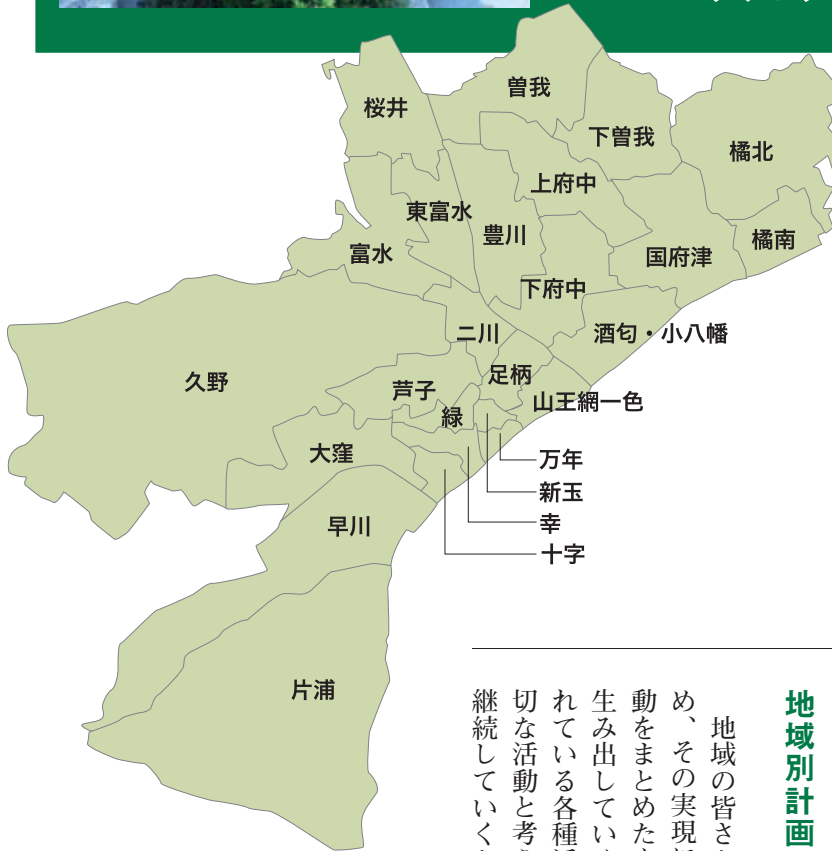 曽我
桜井
下曽我
橘北
上府中
東富水
豊川
橘南
富水
国府津
下府中
二川
酒匂・小八幡
久野
足柄
芦子
山王網一色
緑
大窪
万年
新玉
幸
早川
十字
片浦
地域別計画
地域の皆さ
め、その実現
動をまとめた
生み出してい
れている各種
切な活動と考
継続していく